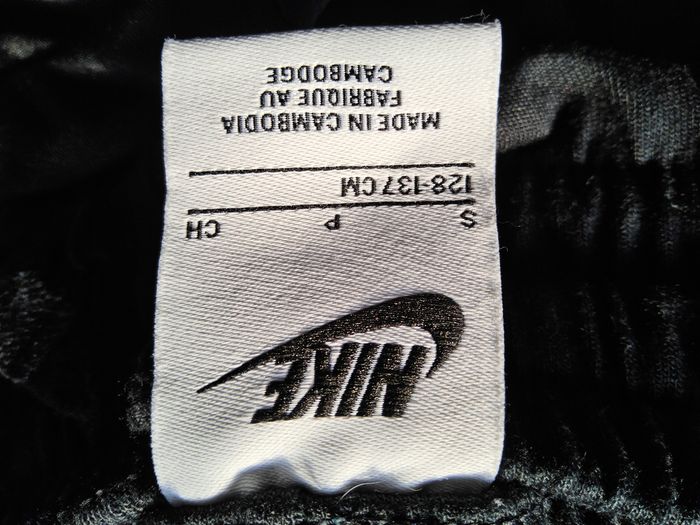 NIKE
S P CH
128-137 CM
MADE IN CAMBODIA
FABRIQUE AU
CAMBODGE